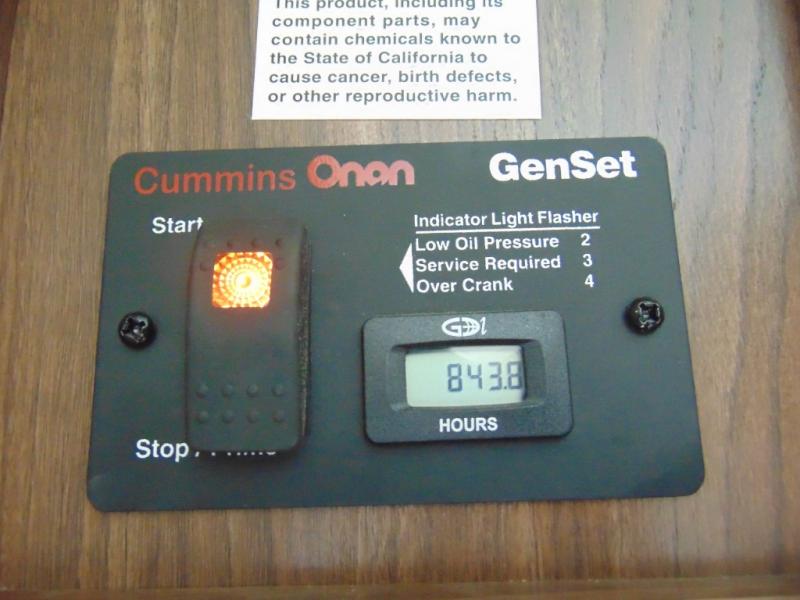 This product, including its
component parts, may
contain chemicals known to
the State of California to
cause cancer, birth defects,
or other reproductive harm.
Cummins Onan GenSet
Start
Indicator Light Flasher
Low Oil Pressure 2
Service Required 3
Over Crank 4
GDi
843.8
HOURS
Stop /